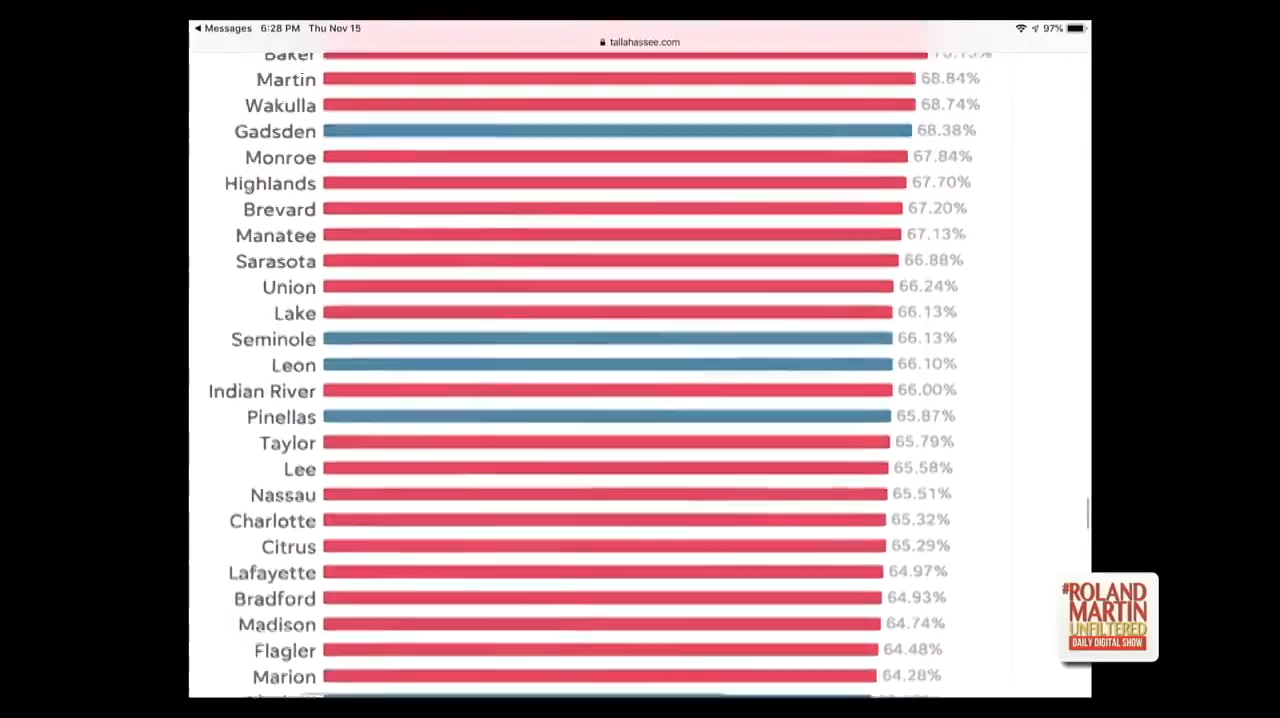 Messages 6:28 PM Thu Nov 15 97%
tallahassee.com
Baker
Martin 68.84%
Wakulla 68.74%
Gadsden 68.38%
Monroe 67.84%
Highlands 67.70%
Brevard 67.20%
Manatee 67.13%
Sarasota 66.88%
Union 66.24%
Lake 66.13%
Seminole 66.13%
Leon 66.10%
Indian River 66.00%
Pinellas 65.87%
Taylor 65.79%
Lee 65.58%
Nassau 65.51%
Charlotte 65.32%
Citrus 65.29%
Lafayette 64.97%
Bradford 64.93%
Madison 64.74%
Flagler 64.48%
Marion 64.28%
#ROLAND
MARTIN
UNFILTERED
DAILY DIGITAL SHOW